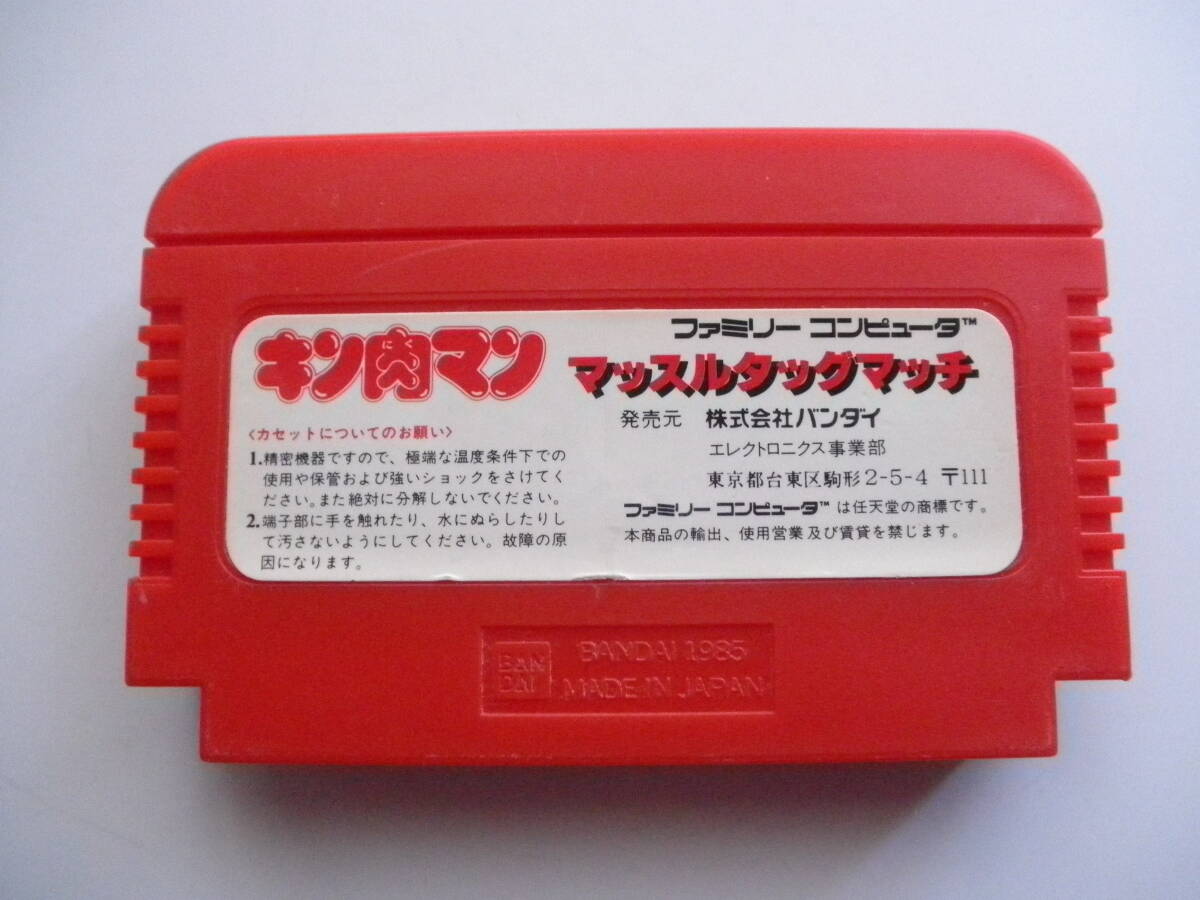 キン肉マン
ファミリー コンピュータ™
マッスルタッグマッチ
〈カセットについてのお願い〉
1.精密機器ですので、極端な温度条件下での
使用や保管および強いショックをさけてく
ださい。また絶対に分解しないでください。
2.端子部に手を触れたり、水にぬらしたりし
て汚さないようにしてください。故障の原
因になります。
発売元 株式会社バンダイ
エレクトロニクス事業部
東京都台東区駒形2-5-4 〒111
ファミリー コンピュータ™ は任天堂の商標です。
本商品の輸出、使用営業及び賃貸を禁じます。
BAN
DAI
BANDAI 1985
MADE IN JAPAN